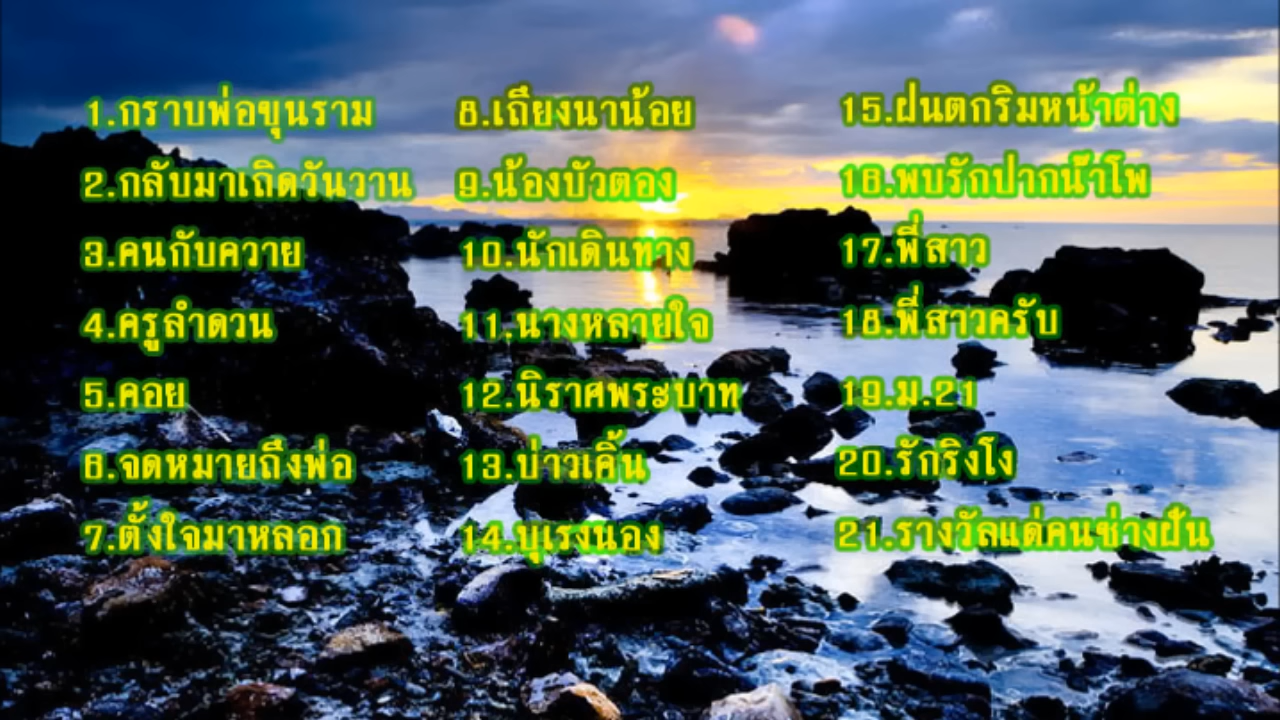 1.กราบพ่อขุนราม
2.กลับมาเถิดวันวาน
3.คนกับควาย
4.ครูลำดวน
5.คอย
6.จดหมายถึงพ่อ
7.ตั้งใจมาหลอก
8.เถียงนาน้อย
9.น้องบัวตอง
10.นักเดินทาง
11.นางหลายใจ
12.นิราศพระบาท
13.บ่าวเคิ้น
14.บุเรงนอง
15.ฝนตกริมหน้าต่าง
16.พบรักปากน้ำโพ
17.พี่สาว
18.พี่สาวครับ
19.ม.21
20.รักริงโง
21.รางวัลแด่คนช่างฝัน